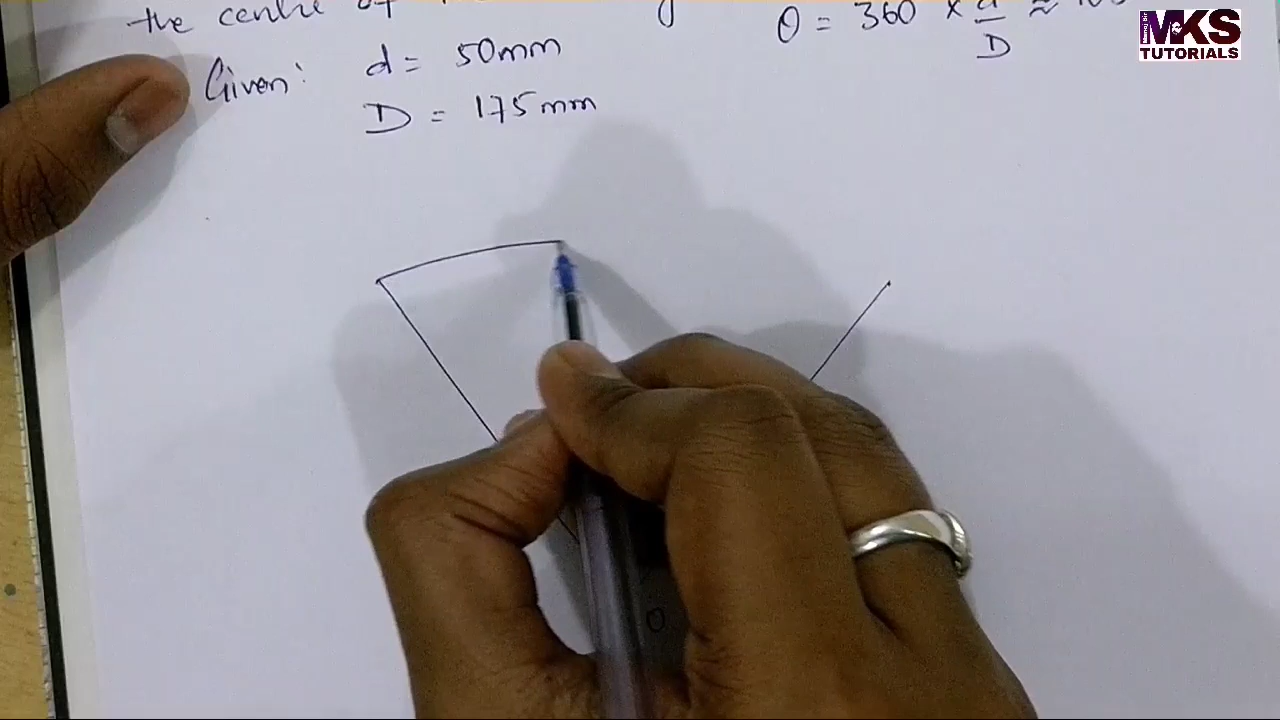 the centre of
Given: d = 50mm
D = 175mm
θ = 360 × d/D ≈
O
MKS
TUTORIALS